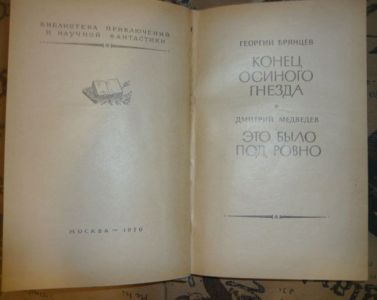 БИБЛИОТЕКА ПРИКЛЮЧЕНИЙ
И НАУЧНОЙ ФАНТАСТИКИ
МОСКВА — 1970
ГЕОРГИЙ БРЯНЦЕВ
КОНЕЦ
ОСИНОГО
ГНЕЗДА
ДМИТРИЙ МЕДВЕДЕВ
ЭТО БЫЛО
ПОД РОВНО